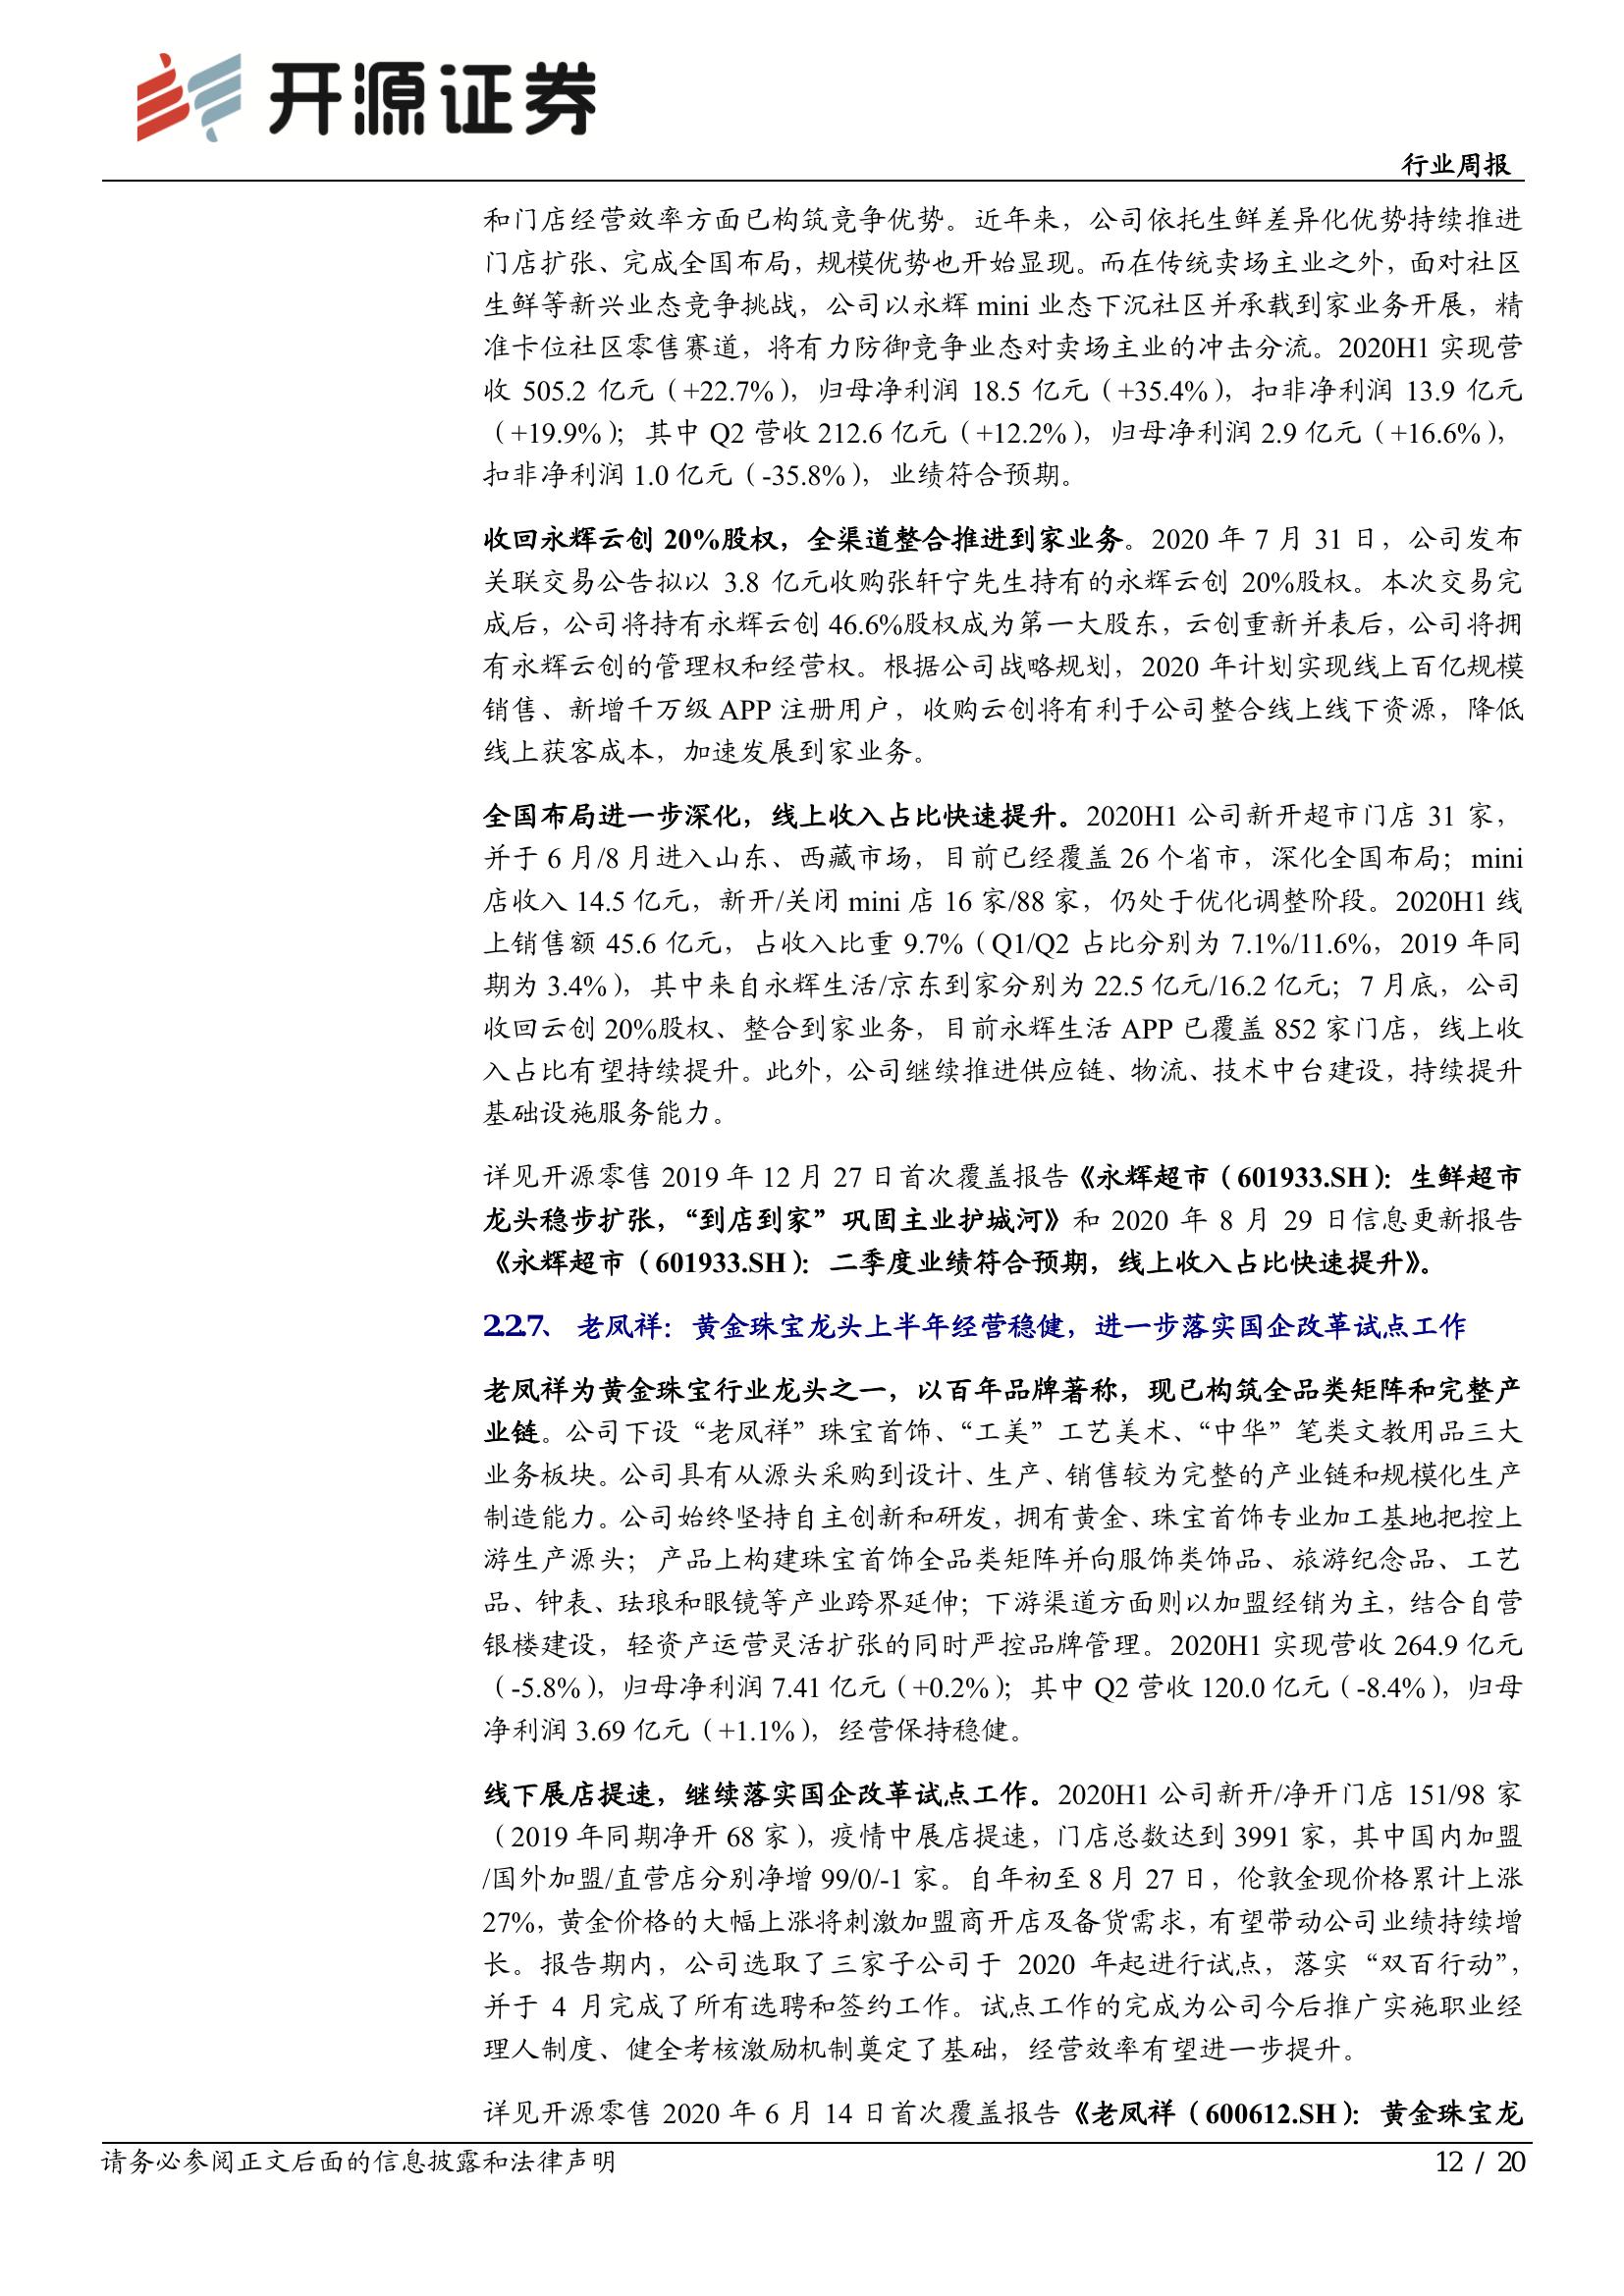 开源证券
行业周报
和门店经营效率方面已构筑竞争优势。近年来，公司依托生鲜差异化优势持续推进
门店扩张、完成全国布局，规模优势也开始显现。而在传统卖场主业之外，面对社区
生鲜等新兴业态竞争挑战，公司以永辉 mini 业态下沉社区并承载到家业务开展，精
准卡位社区零售赛道，将有力防御竞争业态对卖场主业的冲击分流。2020H1 实现营
收 505.2 亿元（+22.7%），归母净利润 18.5 亿元（+35.4%），扣非净利润 13.9 亿元
（+19.9%）；其中 Q2 营收 212.6 亿元（+12.2%），归母净利润 2.9 亿元（+16.6%），
扣非净利润 1.0 亿元（-35.8%），业绩符合预期。
收回永辉云创 20%股权，全渠道整合推进到家业务。2020 年 7 月 31 日，公司发布
关联交易公告拟以 3.8 亿元收购张轩宁先生持有的永辉云创 20%股权。本次交易完
成后，公司将持有永辉云创 46.6%股权成为第一大股东，云创重新并表后，公司将拥
有永辉云创的管理权和经营权。根据公司战略规划，2020 年计划实现线上百亿规模
销售、新增千万级 APP 注册用户，收购云创将有利于公司整合线上线下资源，降低
线上获客成本，加速发展到家业务。
全国布局进一步深化，线上收入占比快速提升。2020H1 公司新开超市门店 31 家，
并于 6 月/8 月进入山东、西藏市场，目前已经覆盖 26 个省市，深化全国布局；mini
店收入 14.5 亿元，新开/关闭 mini 店 16 家/88 家，仍处于优化调整阶段。2020H1 线
上销售额 45.6 亿元，占收入比重 9.7%（Q1/Q2 占比分别为 7.1%/11.6%，2019 年同
期为 3.4%），其中来自永辉生活/京东到家分别为 22.5 亿元/16.2 亿元；7 月底，公司
收回云创 20%股权、整合到家业务，目前永辉生活 APP 已覆盖 852 家门店，线上收
入占比有望持续提升。此外，公司继续推进供应链、物流、技术中台建设，持续提升
基础设施服务能力。
详见开源零售 2019 年 12 月 27 日首次覆盖报告《永辉超市（601933.SH）：生鲜超市
龙头稳步扩张，“到店到家”巩固主业护城河》和 2020 年 8 月 29 日信息更新报告
《永辉超市（601933.SH）：二季度业绩符合预期，线上收入占比快速提升》。
2.2.7、 老凤祥：黄金珠宝龙头上半年经营稳健，进一步落实国企改革试点工作
老凤祥为黄金珠宝行业龙头之一，以百年品牌著称，现已构筑全品类矩阵和完整产
业链。公司下设“老凤祥”珠宝首饰、“工美”工艺美术、“中华”笔类文教用品三大
业务板块。公司具有从源头采购到设计、生产、销售较为完整的产业链和规模化生产
制造能力。公司始终坚持自主创新和研发，拥有黄金、珠宝首饰专业加工基地把控上
游生产源头；产品上构建珠宝首饰全品类矩阵并向服饰类饰品、旅游纪念品、工艺
品、钟表、珐琅和眼镜等产业跨界延伸；下游渠道方面则以加盟经销为主，结合自营
银楼建设，轻资产运营灵活扩张的同时严控品牌管理。2020H1 实现营收 264.9 亿元
（-5.8%），归母净利润 7.41 亿元（+0.2%）；其中 Q2 营收 120.0 亿元（-8.4%），归母
净利润 3.69 亿元（+1.1%），经营保持稳健。
线下展店提速，继续落实国企改革试点工作。2020H1 公司新开/净开门店 151/98 家
（2019 年同期净开 68 家），疫情中展店提速，门店总数达到 3991 家，其中国内加盟
/国外加盟/直营店分别净增 99/0/-1 家。自年初至 8 月 27 日，伦敦金现价格累计上涨
27%，黄金价格的大幅上涨将刺激加盟商开店及备货需求，有望带动公司业绩持续增
长。报告期内，公司选取了三家子公司于 2020 年起进行试点，落实“双百行动”，
并于 4 月完成了所有选聘和签约工作。试点工作的完成为公司今后推广实施职业经
理人制度、健全考核激励机制奠定了基础，经营效率有望进一步提升。
详见开源零售 2020 年 6 月 14 日首次覆盖报告《老凤祥（600612.SH）：黄金珠宝龙
请务必参阅正文后面的信息披露和法律声明
12 / 20